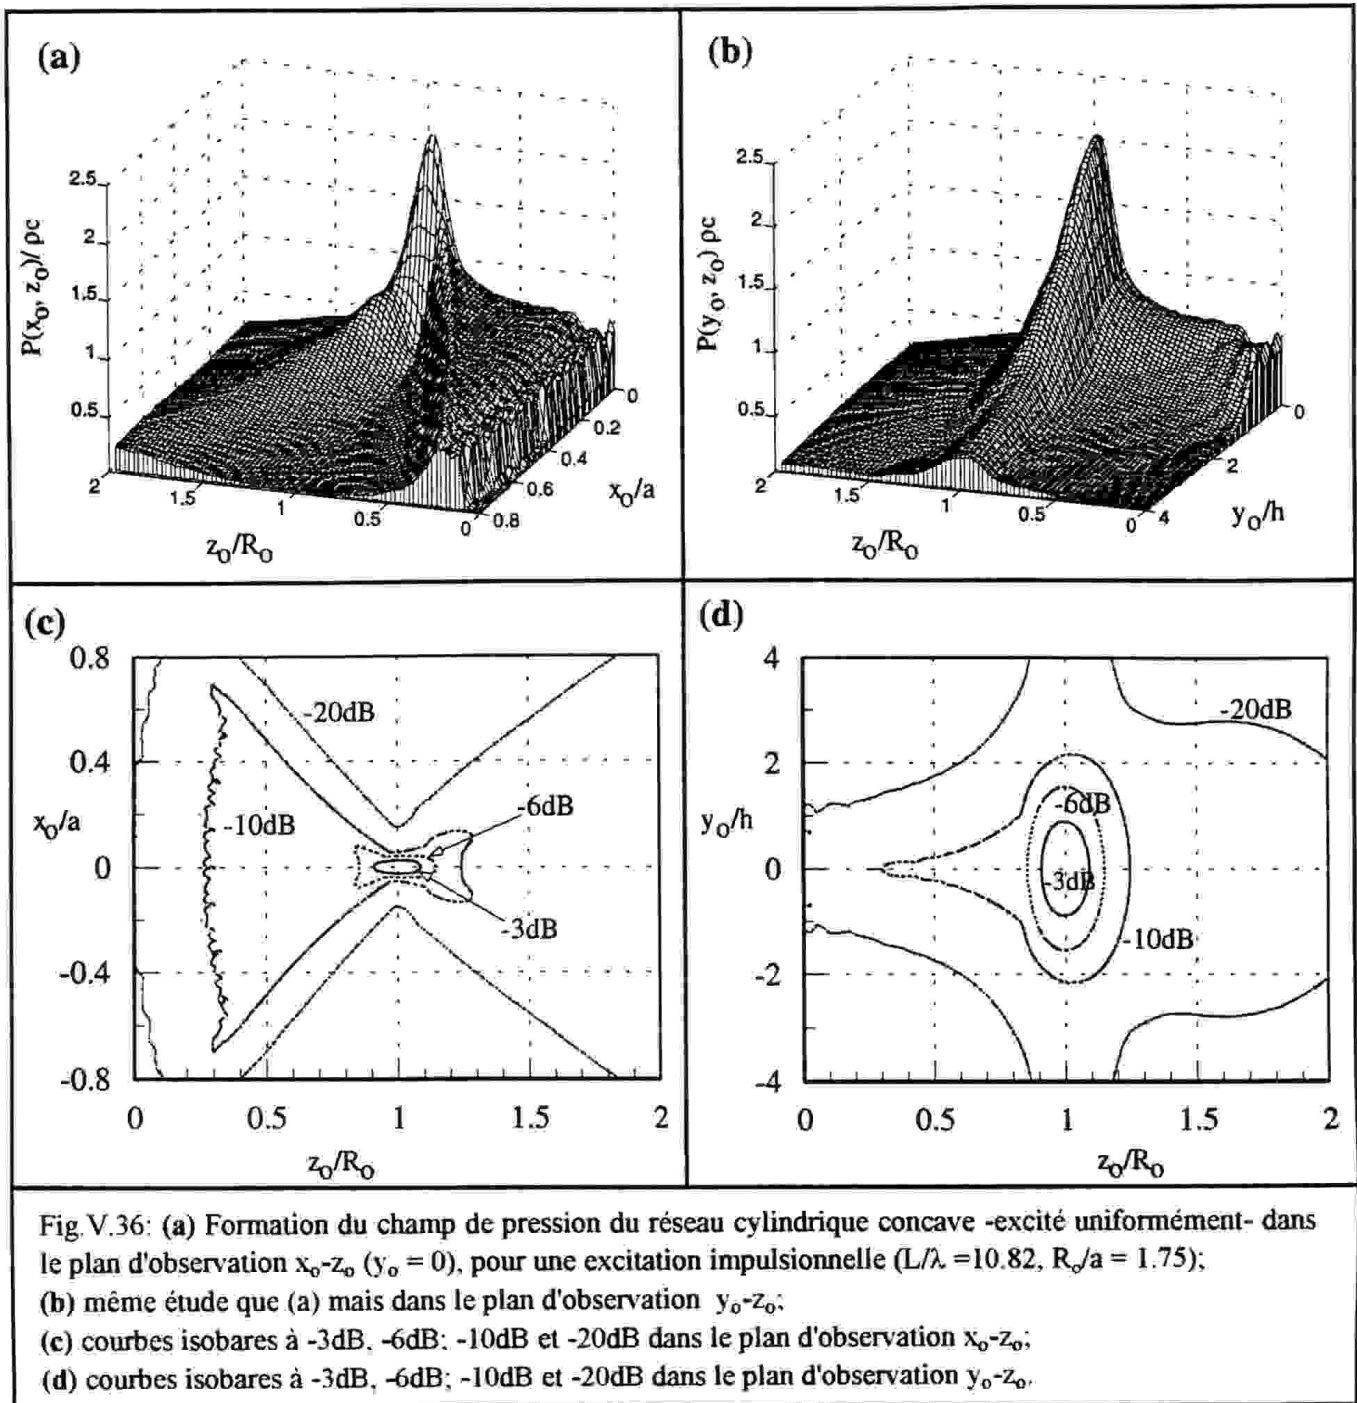 (a)
2.5
2
1.5
1
0.5
P(x₀, z₀)/ ρc
2
1.5
1
0.5
0
z₀/R₀
0
0.2
0.4
0.6
0.8
x₀/a
(b)
2.5
2
1.5
1
0.5
P(y₀, z₀) ρc
2
1.5
1
0.5
0
z₀/R₀
0
2
4
y₀/h
(c)
0.8
0.4
0
-0.4
-0.8
x₀/a
-20dB
-10dB
-6dB
-3dB
0
0.5
1
1.5
2
z₀/R₀
(d)
4
2
0
-2
-4
y₀/h
-20dB
-6dB
-3dB
-10dB
0
0.5
1
1.5
2
z₀/R₀
Fig.V.36: (a) Formation du champ de pression du réseau cylindrique concave -excité uniformément- dans
le plan d'observation x₀-z₀ (y₀ = 0), pour une excitation impulsionnelle (L/λ =10.82, R₀/a = 1.75);
(b) même étude que (a) mais dans le plan d'observation y₀-z₀;
(c) courbes isobares à -3dB, -6dB; -10dB et -20dB dans le plan d'observation x₀-z₀;
(d) courbes isobares à -3dB, -6dB; -10dB et -20dB dans le plan d'observation y₀-z₀.